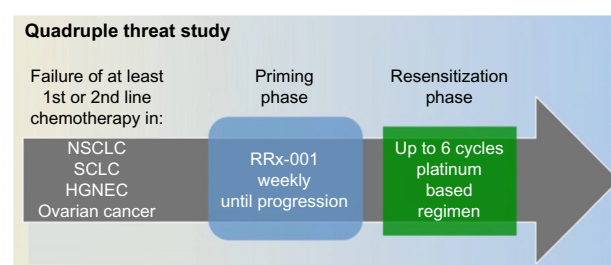 Quadruple threat study
Failure of at least
1st or 2nd line
chemotherapy in:
NSCLC
SCLC
HGNEC
Ovarian cancer
Priming
phase
RRx-001
weekly
until progression
Resensitization
phase
Up to 6 cycles
platinum
based
regimen